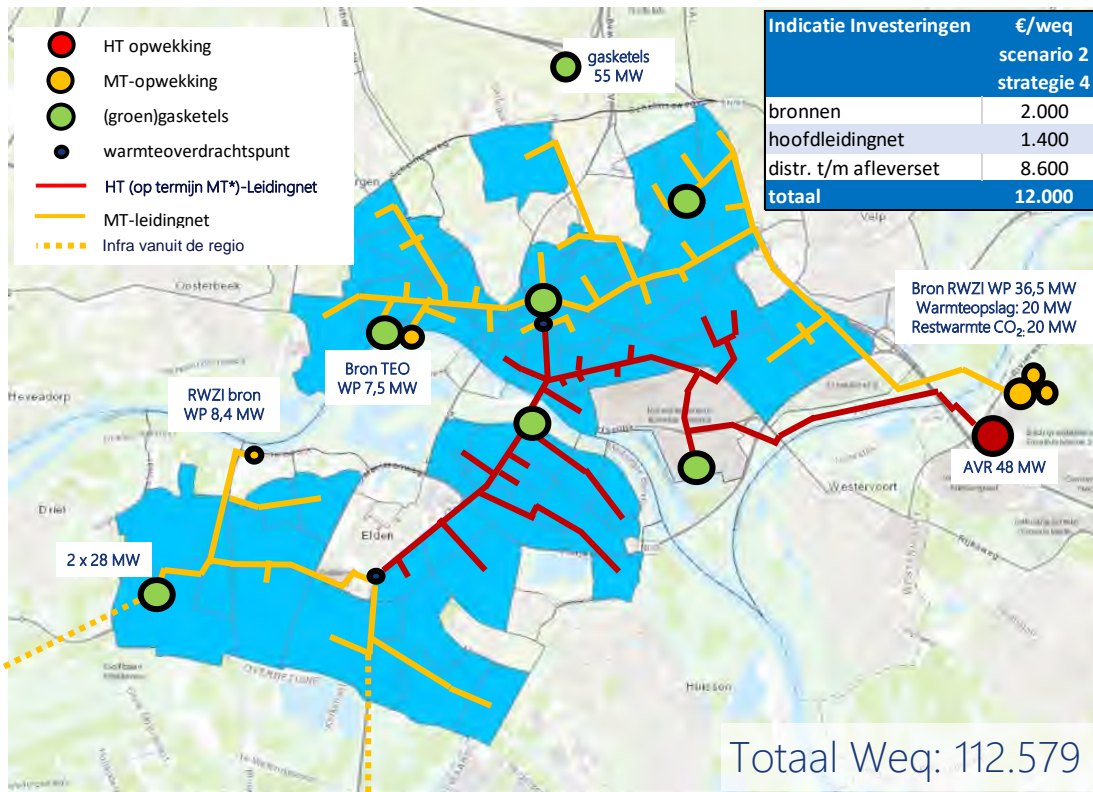 HT opwekking
MT-opwekking
(groen)gasketels
warmteoverdrachtspunt
HT (op termijn MT*)-Leidingnet
MT-leidingnet
Infra vanuit de regio
gasketels
55 MW
Indicatie Investeringen €/weq
scenario 2
strategie 4
bronnen 2.000
hoofdleidingnet 1.400
distr. t/m afleverset 8.600
totaal 12.000
Velp
Oosterbeek
Bron RWZI WP 36,5 MW
Warmteopslag: 20 MW
Restwarmte CO₂: 20 MW
Bron TEO
WP 7,5 MW
RWZI bron
WP 8,4 MW
Heveadorp
AVR 48 MW
Westervoort
Driel
Elden
Rijksweg
2 x 28 MW
Huissen
Totaal Weq: 112.579